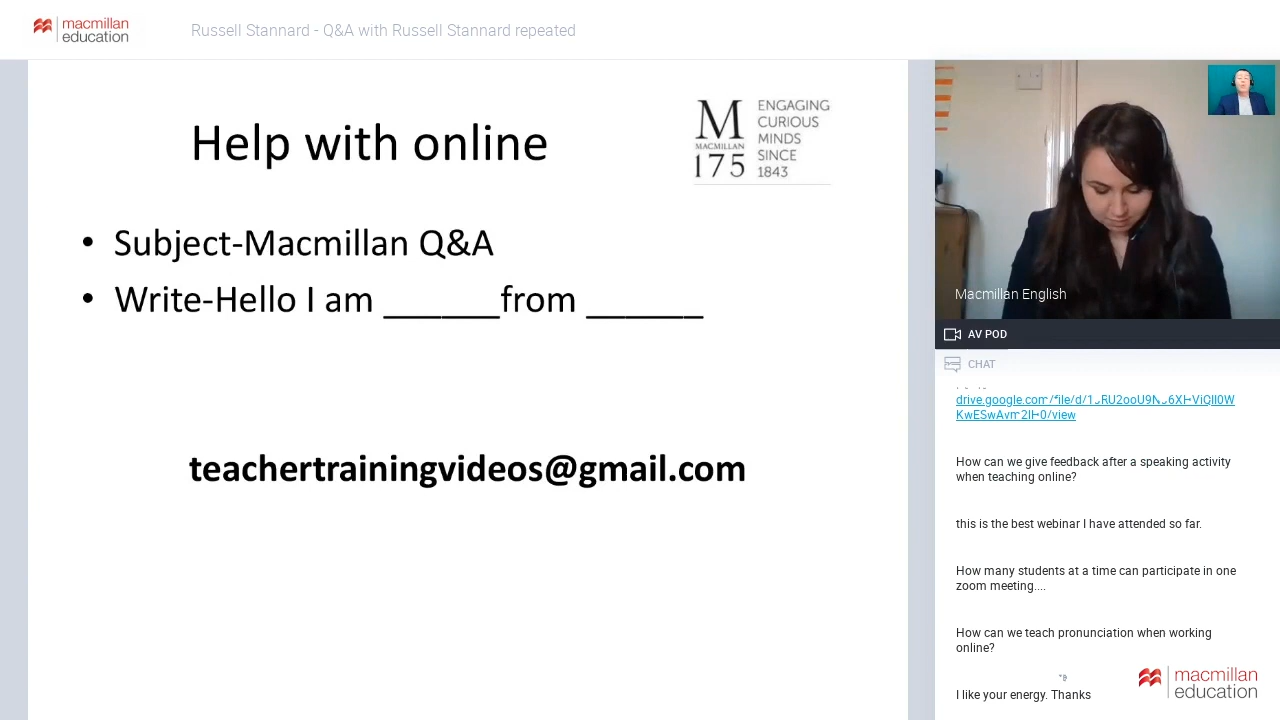 macmillan
education
Russell Stannard - Q&A with Russell Stannard repeated
Help with online
M
MACMILLAN
175
ENGAGING
CURIOUS
MINDS
SINCE
1843
• Subject-Macmillan Q&A
• Write-Hello I am ______from ______
teachertrainingvideos@gmail.com
Macmillan English
AV POD
CHAT
How can we give feedback after a speaking activity
when teaching online?
this is the best webinar I have attended so far.
How many students at a time can participate in one
zoom meeting....
How can we teach pronunciation when working
online?
I like your energy. Thanks
macmillan
education